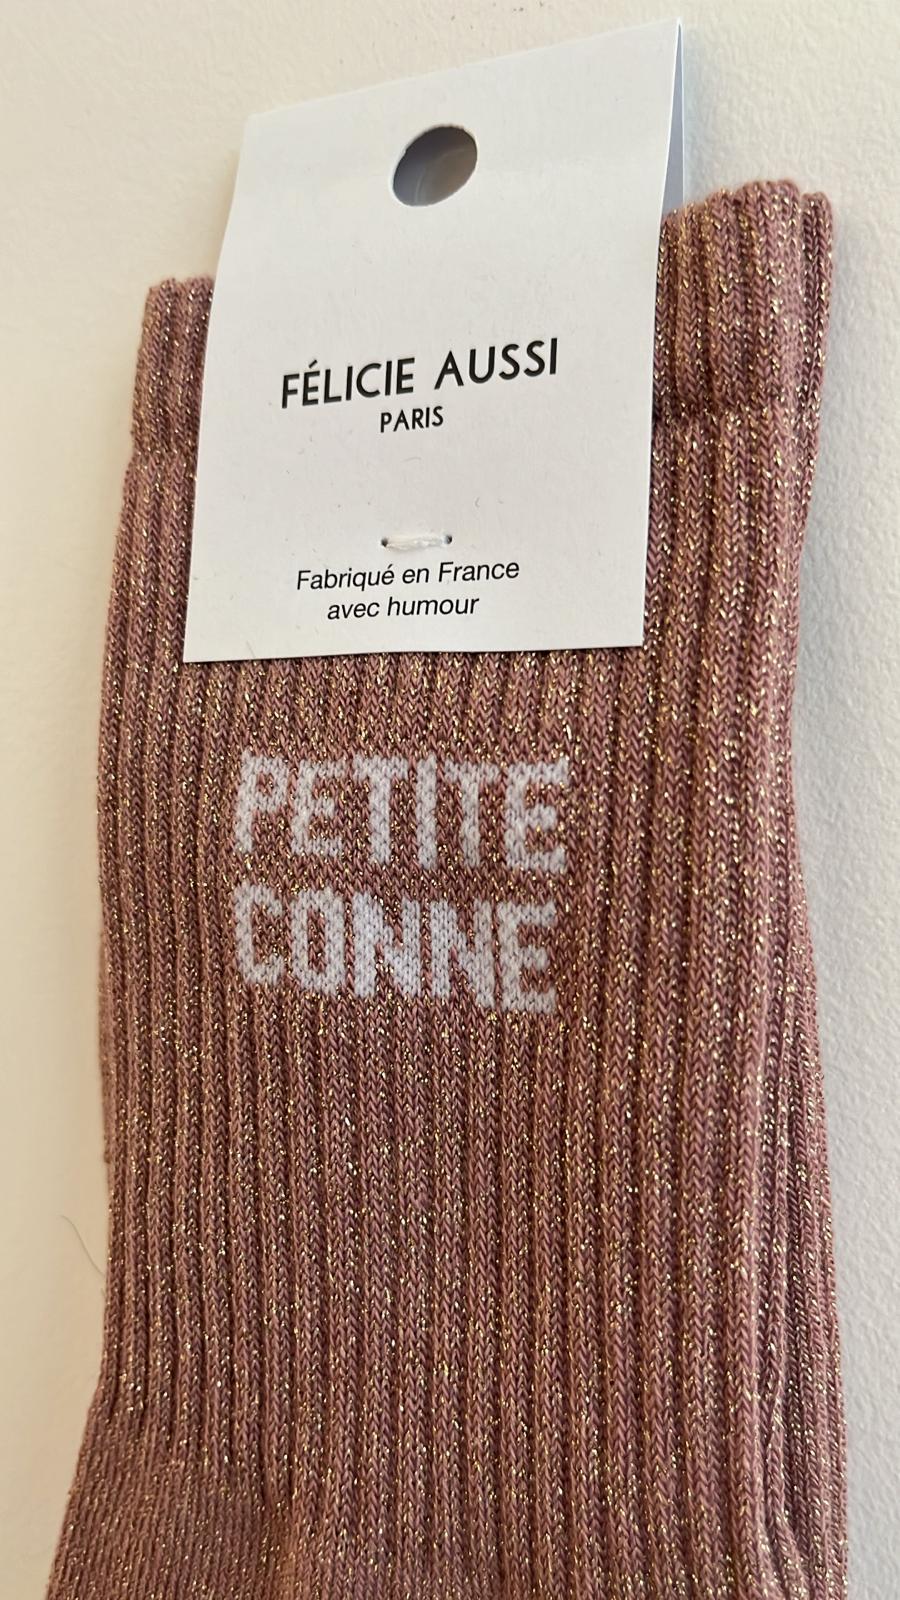 FÉLICIE AUSSI
PARIS
Fabriqué en France
avec humour
PETITE
CONNE